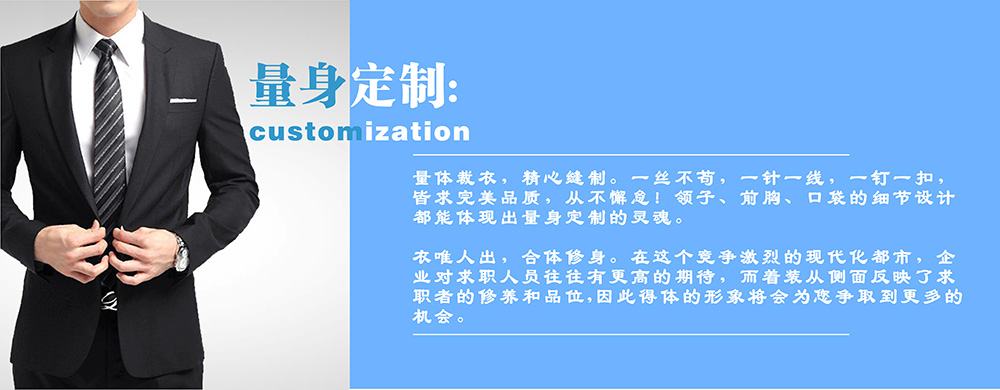 量身定制:
customization
量体裁衣，精心缝制。一丝不苟，一针一线，一钉一扣，
皆求完美品质，从不懈怠！领子、前胸、口袋的细节设计
都能体现出量身定制的灵魂。
衣唯人出，合体修身。在这个竞争激烈的现代化都市，企
业对求职人员往往有更高的期待，而着装从侧面反映了求
职者的修养和品位,因此得体的形象将会为您争取到更多的
机会。